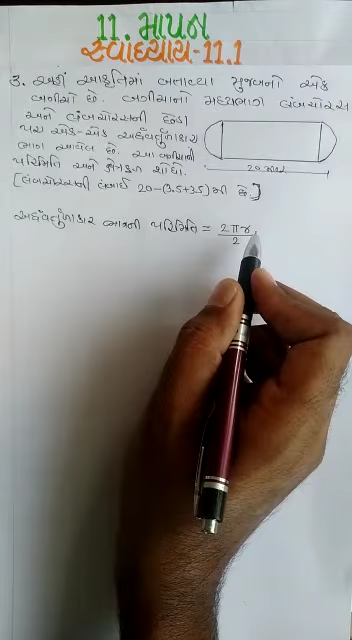 11. માપન
સ્વાધ્યાય-11.1
3. અહીં આકૃતિમાં બતાવ્યા મુજબનો એક
બગીચો છે. બગીચાનો મધ્યભાગ લંબચોરસ
અને લંબચોરસની છેડા
પર એક-એક અર્ધવર્તુળાકાર
ભાગ આવેલ છે. આ બગીચાની
પરિમિતિ અને ક્ષેત્રફળ શોધો.
20 મીટર
[લંબચોરસની લંબાઈ 20-(3.5+3.5) મી છે.]
અર્ધવર્તુળાકાર ભાગની પરિમિતિ = 2πr
2